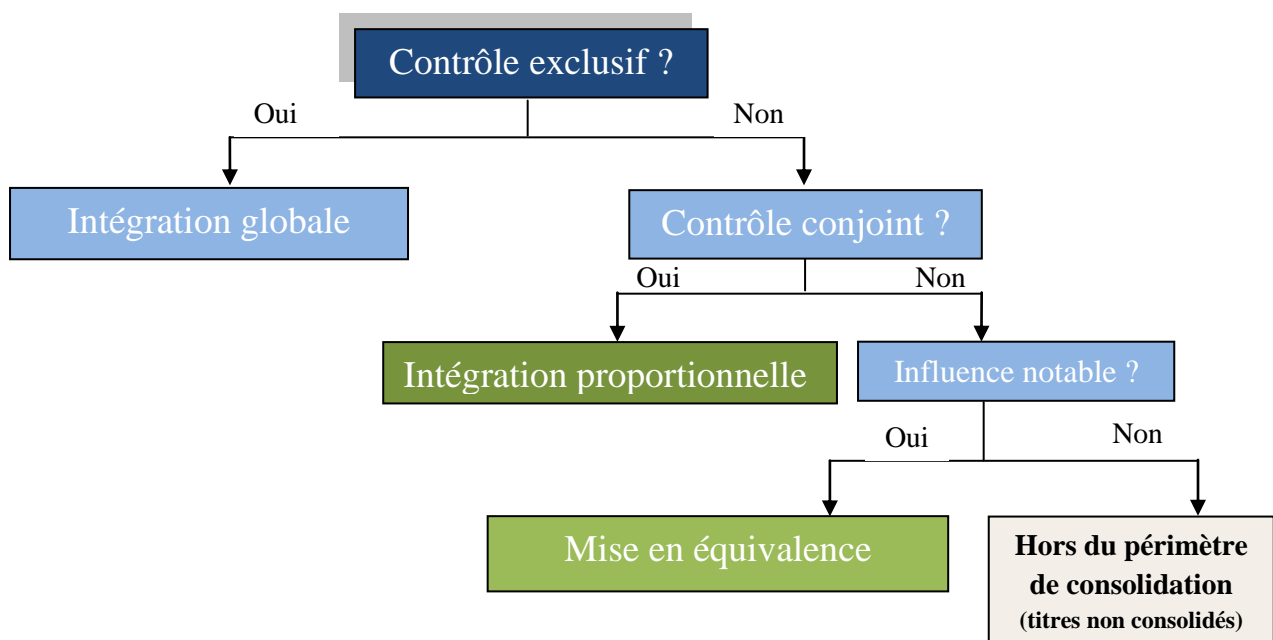 Contrôle exclusif ?
Oui
Non
Intégration globale
Contrôle conjoint ?
Oui
Non
Intégration proportionnelle
Influence notable ?
Oui
Non
Mise en équivalence
Hors du périmètre
de consolidation
(titres non consolidés)